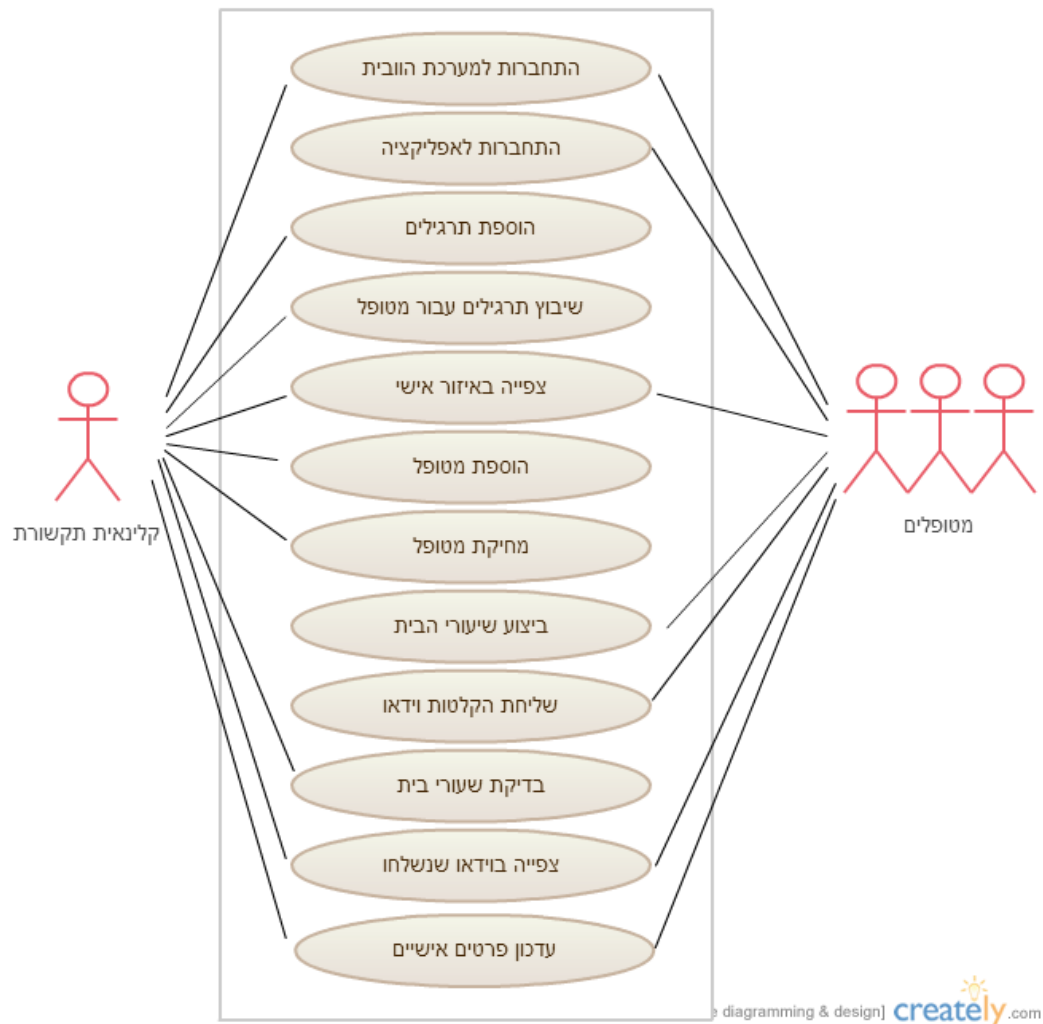 התחברות למערכת הוובית
התחברות לאפליקציה
הוספת תרגילים
שיבוץ תרגילים עבור מטופל
צפייה באיזור אישי
הוספת מטופל
מחיקת מטופל
ביצוע שיעורי הבית
שליחת הקלטות וידאו
בדיקת שעורי בית
צפייה בוידאו שנשלחו
עדכון פרטים אישיים
קלינאית תקשורת
מטופלים
diagramming & design] creately.com